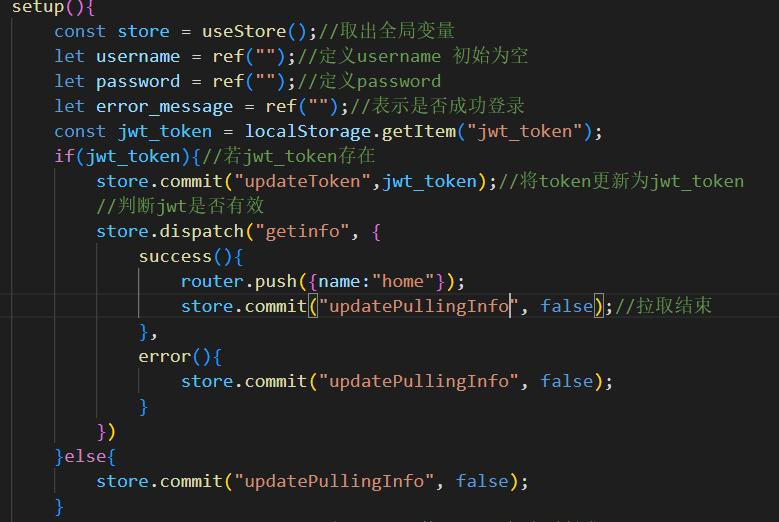 setup(){
const store = useStore();//取出全局变量
let username = ref("");//定义username 初始为空
let password = ref("");//定义password
let error_message = ref("");//表示是否成功登录
const jwt_token = localStorage.getItem("jwt_token");
if(jwt_token){//若jwt_token存在
store.commit("updateToken",jwt_token);//将token更新为jwt_token
//判断jwt是否有效
store.dispatch("getinfo", {
success(){
router.push({name:"home"});
store.commit("updatePullingInfo", false);//拉取结束
},
error(){
store.commit("updatePullingInfo", false);
}
})
}else{
store.commit("updatePullingInfo", false);
}